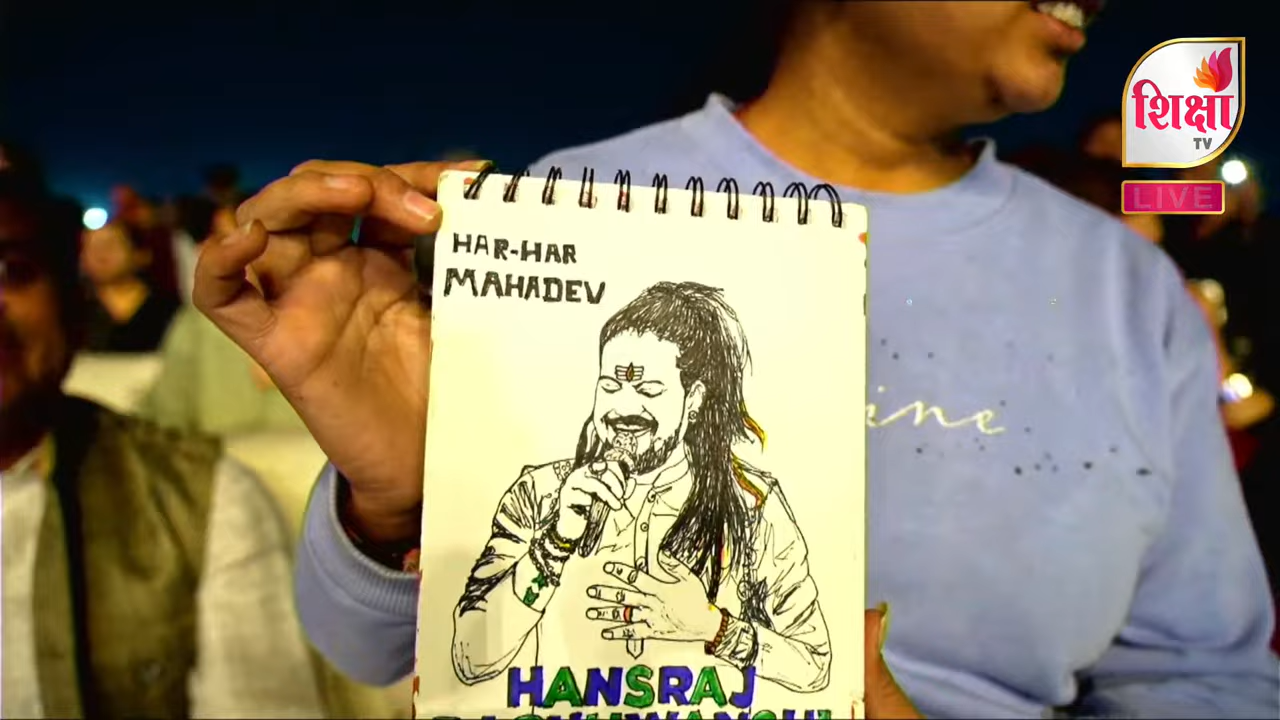 शिक्षा
TV
LIVE
HAR-HAR
MAHADEV
HANSRAJ